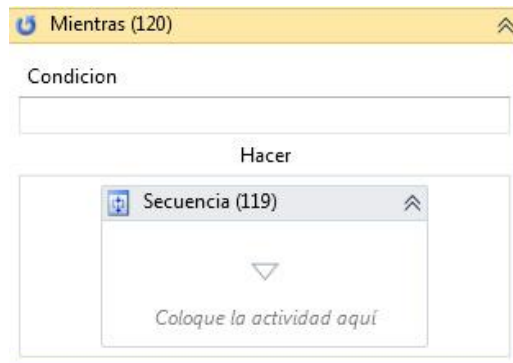 Mientras (120)
Condicion
Hacer
Secuencia (119)
Coloque la actividad aquí